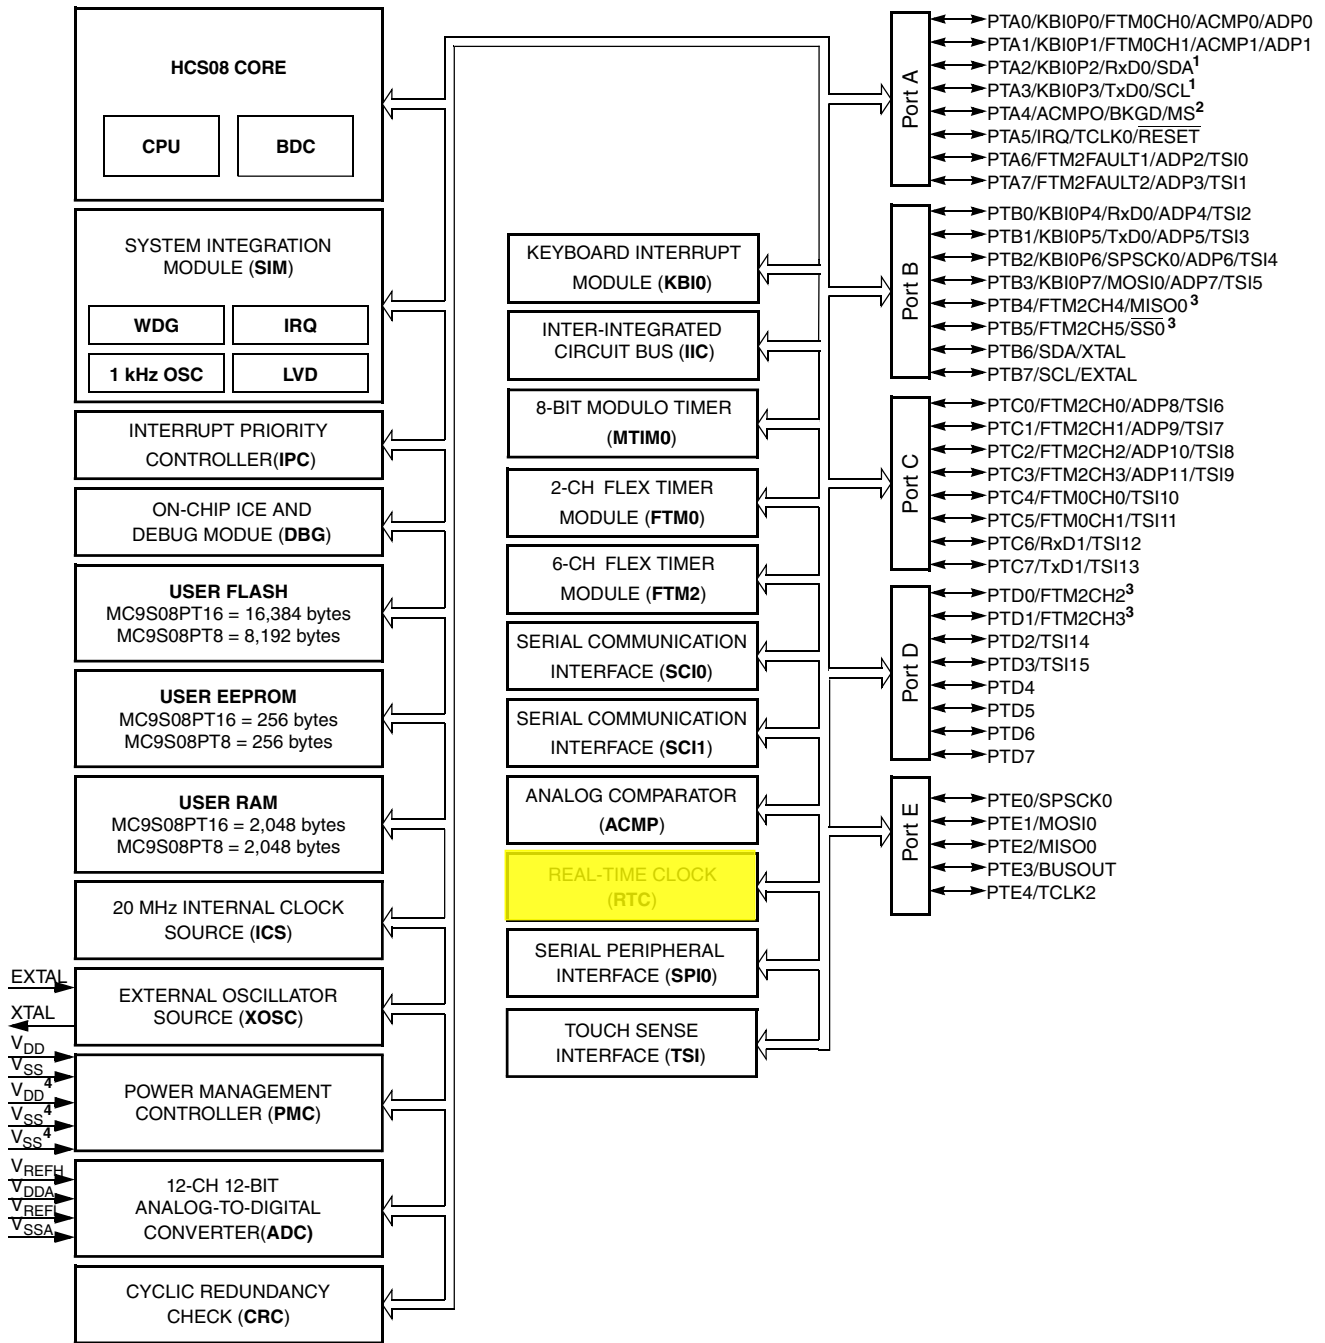 HCS08 CORE
CPU
BDC
SYSTEM INTEGRATION
MODULE (SIM)
WDG
IRQ
1 kHz OSC
LVD
INTERRUPT PRIORITY
CONTROLLER(IPC)
ON-CHIP ICE AND
DEBUG MODUE (DBG)
USER FLASH
MC9S08PT16 = 16,384 bytes
MC9S08PT8 = 8,192 bytes
USER EEPROM
MC9S08PT16 = 256 bytes
MC9S08PT8 = 256 bytes
USER RAM
MC9S08PT16 = 2,048 bytes
MC9S08PT8 = 2,048 bytes
20 MHz INTERNAL CLOCK
SOURCE (ICS)
EXTAL
XTAL
EXTERNAL OSCILLATOR
SOURCE (XOSC)
VDD
VSS
VDD4
VSS4
VSS4
POWER MANAGEMENT
CONTROLLER (PMC)
VREFH
VDDA
VREFL
VSSA
12-CH 12-BIT
ANALOG-TO-DIGITAL
CONVERTER(ADC)
CYCLIC REDUNDANCY
CHECK (CRC)
KEYBOARD INTERRUPT
MODULE (KBI0)
INTER-INTEGRATED
CIRCUIT BUS (IIC)
8-BIT MODULO TIMER
(MTIM0)
2-CH FLEX TIMER
MODULE (FTM0)
6-CH FLEX TIMER
MODULE (FTM2)
SERIAL COMMUNICATION
INTERFACE (SCI0)
SERIAL COMMUNICATION
INTERFACE (SCI1)
ANALOG COMPARATOR
(ACMP)
REAL-TIME CLOCK
(RTC)
SERIAL PERIPHERAL
INTERFACE (SPI0)
TOUCH SENSE
INTERFACE (TSI)
Port A
PTA0/KBI0P0/FTM0CH0/ACMP0/ADP0
PTA1/KBI0P1/FTM0CH1/ACMP1/ADP1
PTA2/KBI0P2/RxD0/SDA1
PTA3/KBI0P3/TxD0/SCL1
PTA4/ACMPO/BKGD/MS2
PTA5/IRQ/TCLK0/RESET
PTA6/FTM2FAULT1/ADP2/TSI0
PTA7/FTM2FAULT2/ADP3/TSI1
Port B
PTB0/KBI0P4/RxD0/ADP4/TSI2
PTB1/KBI0P5/TxD0/ADP5/TSI3
PTB2/KBI0P6/SPSCK0/ADP6/TSI4
PTB3/KBI0P7/MOSI0/ADP7/TSI5
PTB4/FTM2CH4/MISO0 3
PTB5/FTM2CH5/SS0 3
PTB6/SDA/XTAL
PTB7/SCL/EXTAL
Port C
PTC0/FTM2CH0/ADP8/TSI6
PTC1/FTM2CH1/ADP9/TSI7
PTC2/FTM2CH2/ADP10/TSI8
PTC3/FTM2CH3/ADP11/TSI9
PTC4/FTM0CH0/TSI10
PTC5/FTM0CH1/TSI11
PTC6/RxD1/TSI12
PTC7/TxD1/TSI13
Port D
PTD0/FTM2CH23
PTD1/FTM2CH33
PTD2/TSI14
PTD3/TSI15
PTD4
PTD5
PTD6
PTD7
Port E
PTE0/SPSCK0
PTE1/MOSI0
PTE2/MISO0
PTE3/BUSOUT
PTE4/TCLK2